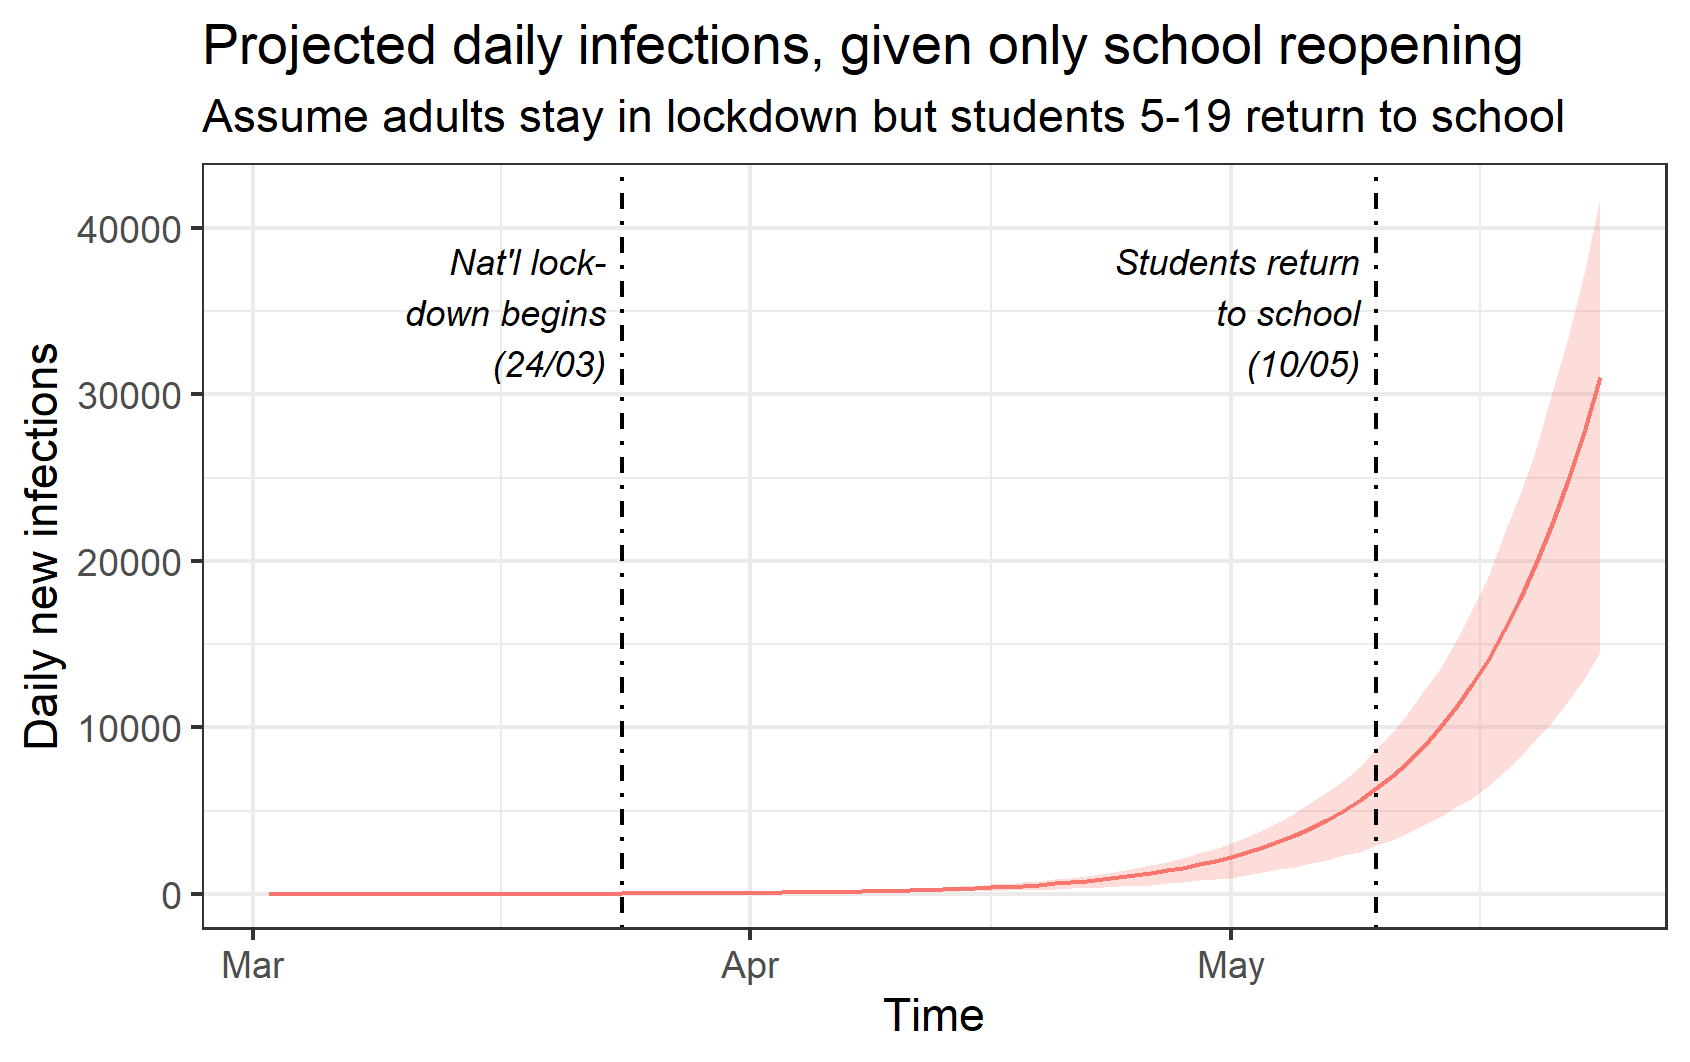 Projected daily infections, given only school reopening
Assume adults stay in lockdown but students 5-19 return to school
Daily new infections
40000
30000
20000
10000
0
Nat'l lock-
down begins
(24/03)
Students return
to school
(10/05)
Mar
Apr
May
Time